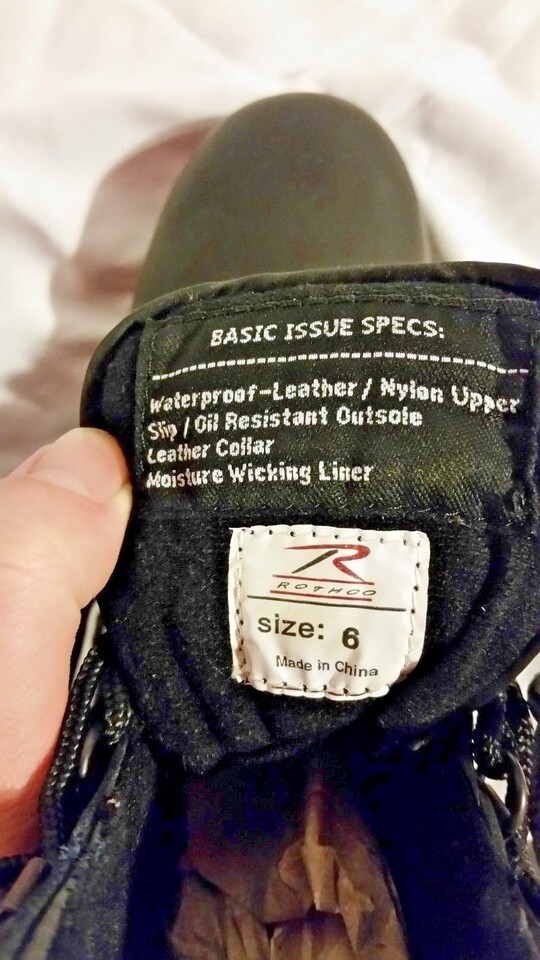 BASIC ISSUE SPECS:
Waterproof-Leather / Nylon Upper
Slip / Oil Resistant Outsole
Leather Collar
Moisture Wicking Liner
R
ROTHCO
size: 6
Made in China